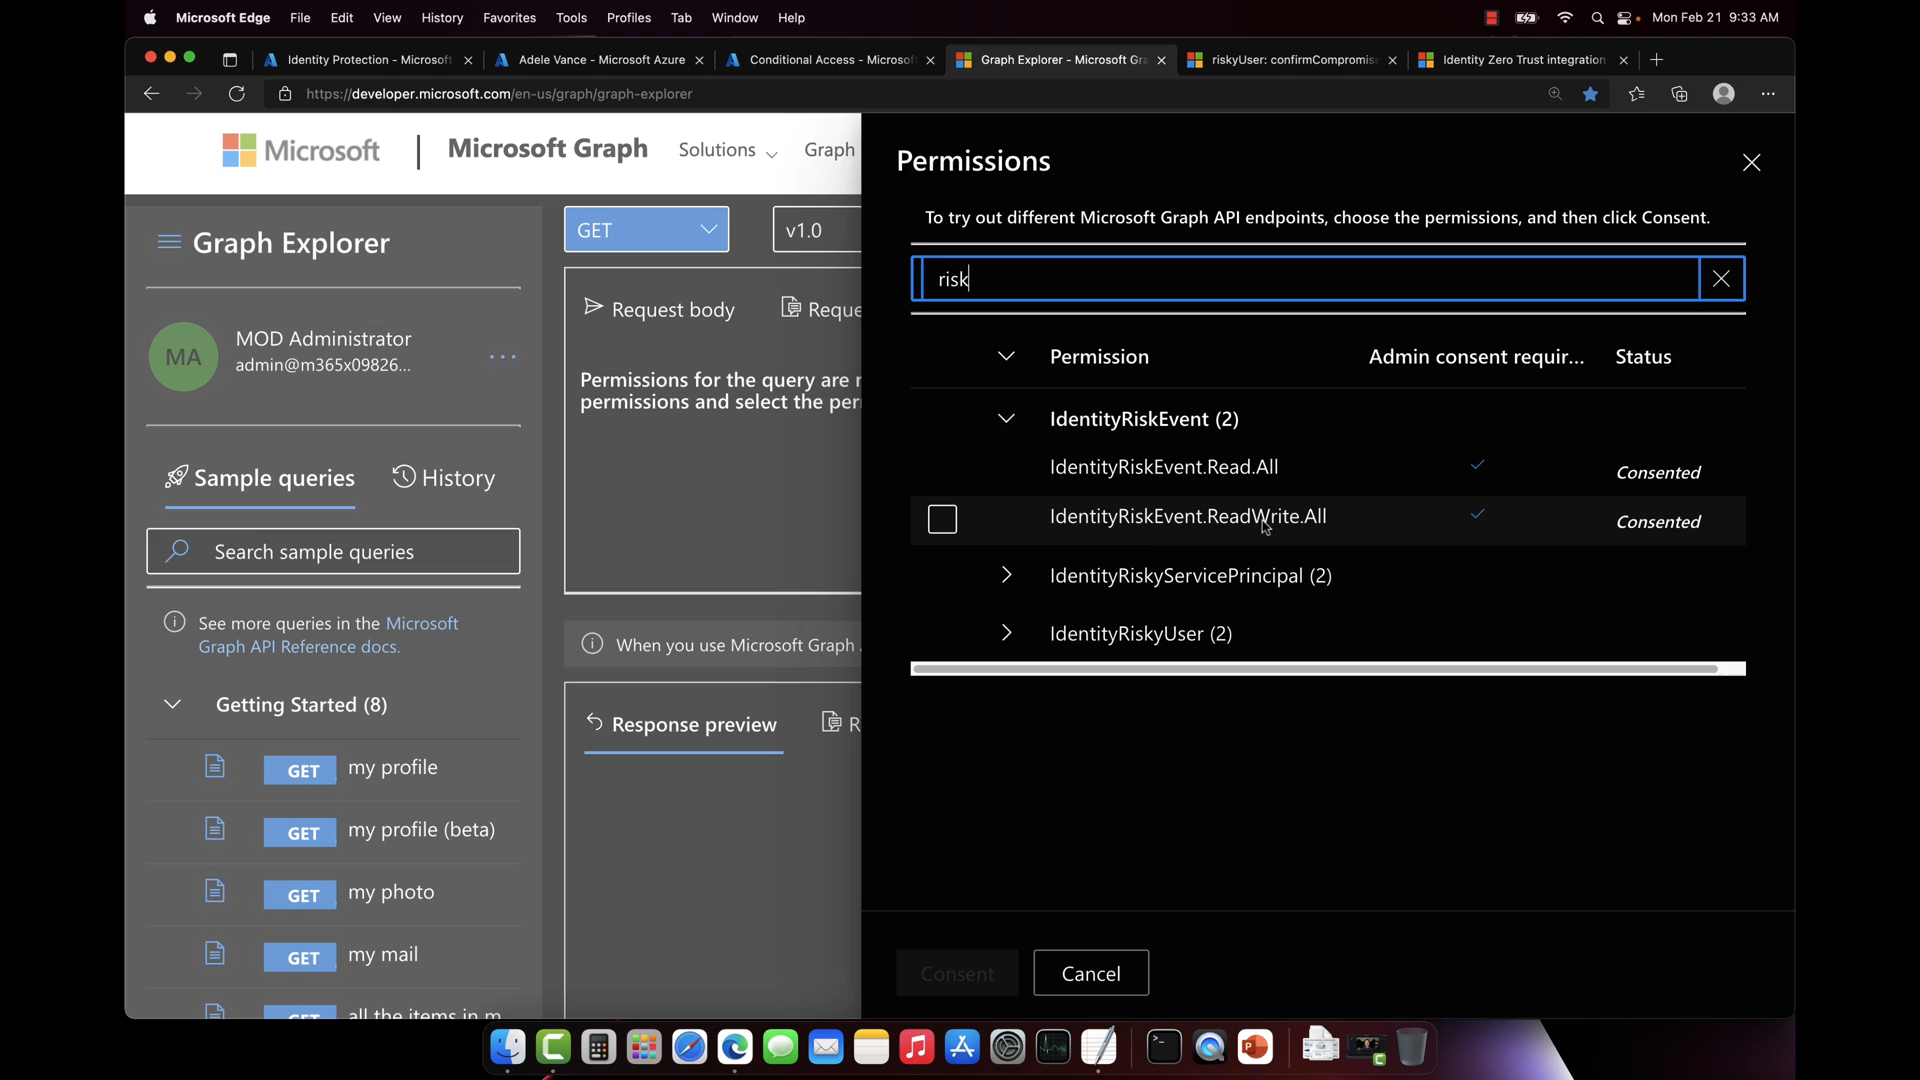 Microsoft Edge File Edit View History Favorites Tools Profiles Tab Window Help Mon Feb 21 9:33 AM
Identity Protection - Microsoft Adele Vance - Microsoft Azure Conditional Access - Microsof Graph Explorer - Microsoft Gra riskyUser: confirmCompromise Identity Zero Trust integration
https://developer.microsoft.com/en-us/graph/graph-explorer
Microsoft | Microsoft Graph Solutions Graph
Graph Explorer
MA
MOD Administrator
admin@m365x09826...
Sample queries History
Search sample queries
See more queries in the Microsoft
Graph API Reference docs.
Getting Started (8)
GET my profile
GET my profile (beta)
GET my photo
GET my mail
GET all the items in m
GET v1.0
Request body Reque
Permissions for the query are
permissions and select the per
When you use Microsoft Graph
Response preview R
Permissions
To try out different Microsoft Graph API endpoints, choose the permissions, and then click Consent.
risk
Permission Admin consent requir... Status
IdentityRiskEvent (2)
IdentityRiskEvent.Read.All Consented
IdentityRiskEvent.ReadWrite.All Consented
IdentityRiskyServicePrincipal (2)
IdentityRiskyUser (2)
Consent Cancel